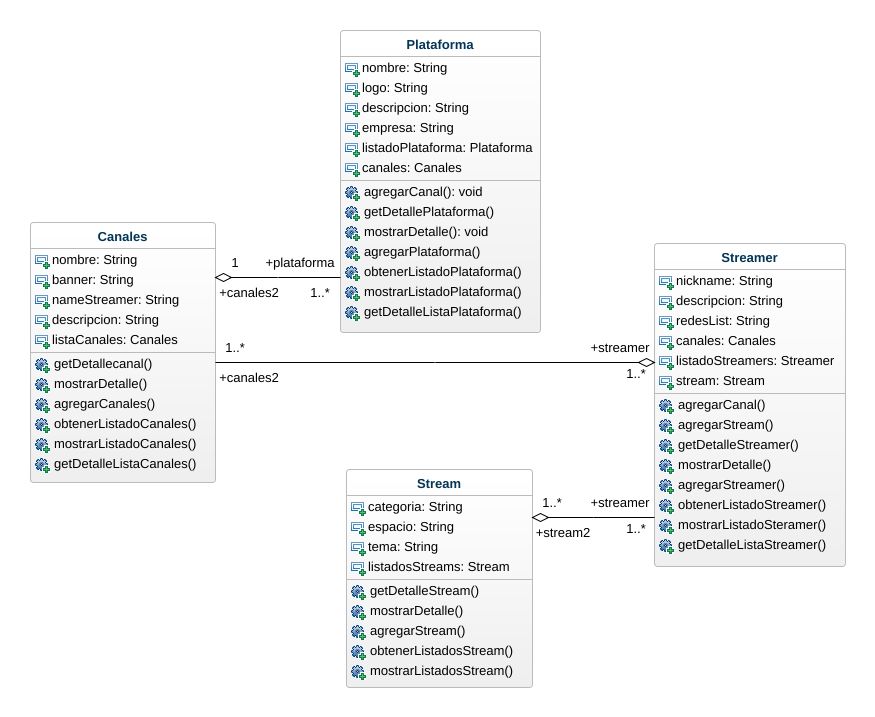 Plataforma
nombre: String
logo: String
descripcion: String
empresa: String
listadoPlataforma: Plataforma
canales: Canales
agregarCanal(): void
getDetallePlataforma()
mostrarDetalle(): void
agregarPlataforma()
obtenerListadoPlataforma()
mostrarListadoPlataforma()
getDetalleListaPlataforma()
Canales
nombre: String
banner: String
nameStreamer: String
descripcion: String
listaCanales: Canales
getDetallecanal()
mostrarDetalle()
agregarCanales()
obtenerListadoCanales()
mostrarListadoCanales()
getDetalleListaCanales()
1
+plataforma
+canales2
1..*
1..*
+streamer
+canales2
1..*
Streamer
nickname: String
descripcion: String
redesList: String
canales: Canales
listadoStreamers: Streamer
stream: Stream
agregarCanal()
agregarStream()
getDetalleStreamer()
mostrarDetalle()
agregarStreamer()
obtenerListadoStreamer()
mostrarListadoSteramer()
getDetalleListaStreamer()
Stream
categoria: String
espacio: String
tema: String
listadosStreams: Stream
getDetalleStream()
mostrarDetalle()
agregarStream()
obtenerListadosStream()
mostrarListadosStream()
1..*
+streamer
+stream2
1..*